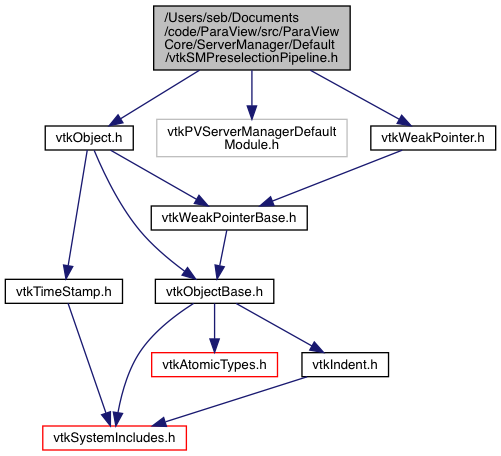 /Users/seb/Documents
/code/ParaView/src/ParaView
Core/ServerManager/Default
/vtkSMPreselectionPipeline.h
vtkObject.h
vtkPVServerManagerDefault
Module.h
vtkWeakPointer.h
vtkWeakPointerBase.h
vtkTimeStamp.h
vtkObjectBase.h
vtkAtomicTypes.h
vtkIndent.h
vtkSystemIncludes.h